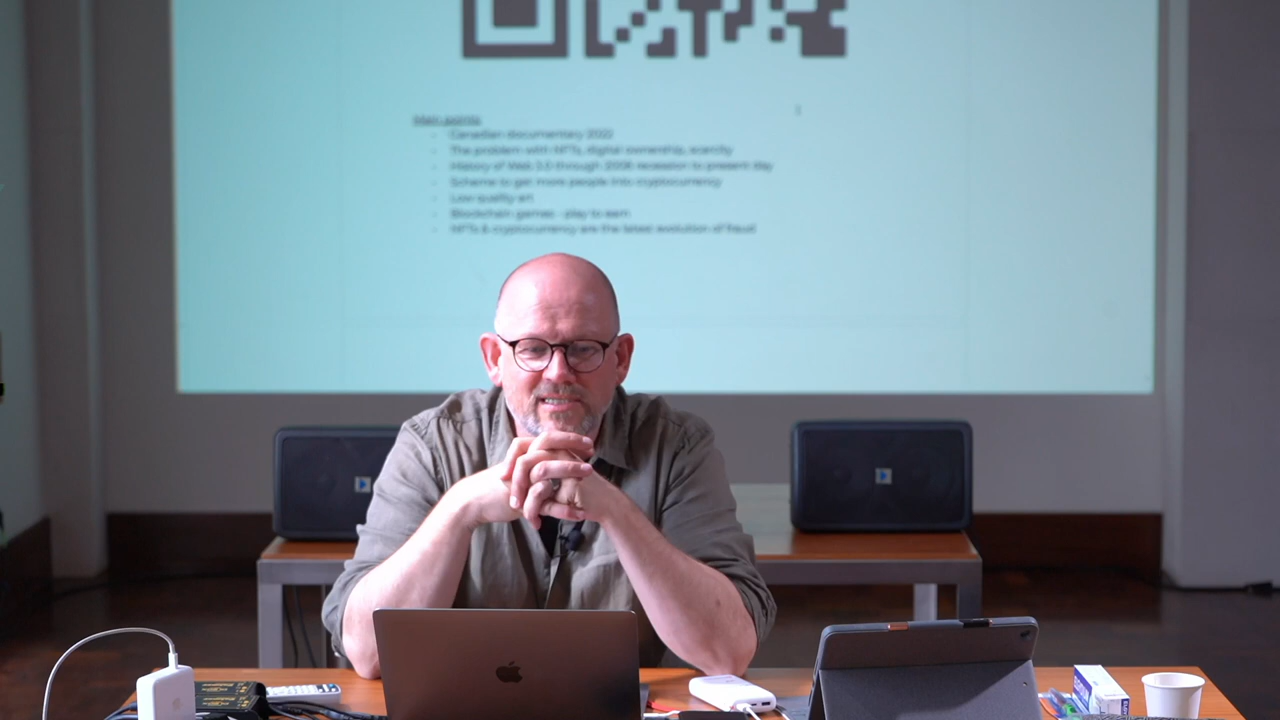 Main points:
- Canadian documentary 2022
- The problem with NFTs, digital ownership, scarcity
- History of Web 3.0 through 2008 recession to present day
- Scheme to get more people into cryptocurrency
- Low-quality art
- Blockchain games - play to earn
- NFTs & cryptocurrency are the latest evolution of fraud